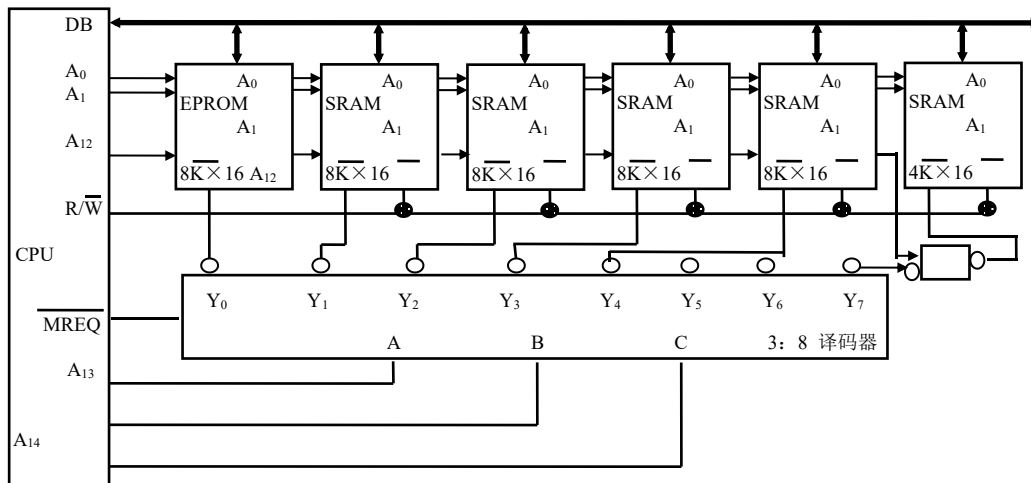 DB
A0
A1
A12
R/W
CPU
MREQ
A13
A14
A0
EPROM
A1
8K×16 A12
A0
SRAM
A1
8K×16
A0
SRAM
A1
8K×16
A0
SRAM
A1
8K×16
A0
SRAM
A1
8K×16
A0
SRAM
A1
4K×16
Y0 Y1 Y2 Y3 Y4 Y5 Y6 Y7
A B C 3：8 译码器